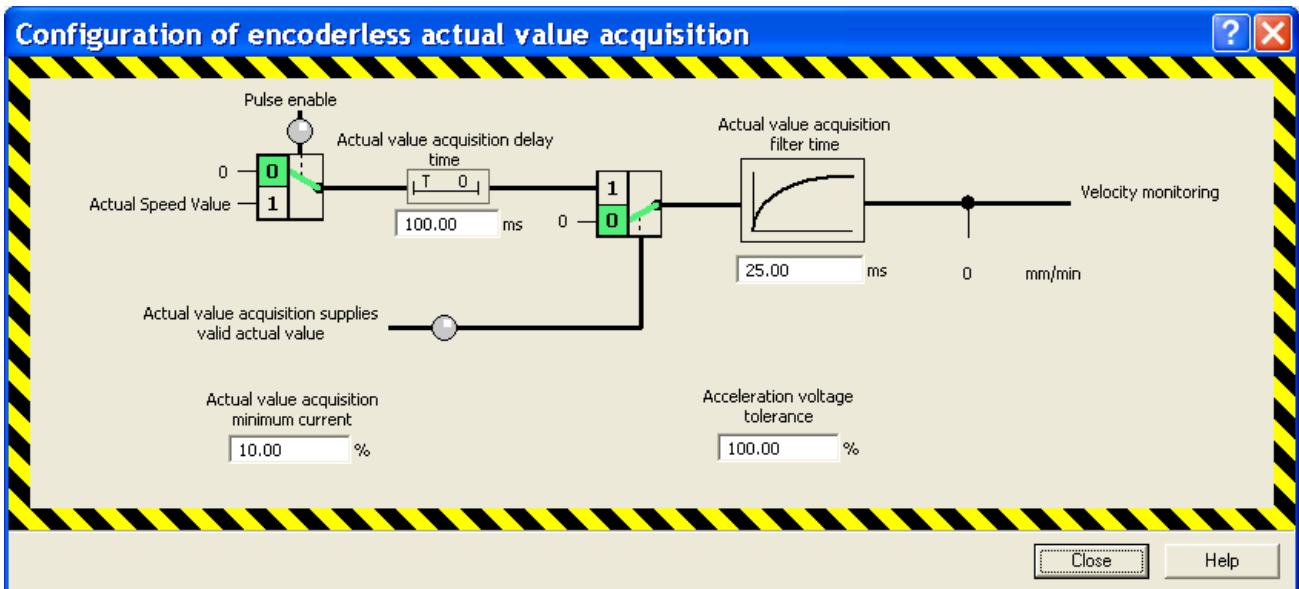 Configuration of encoderless actual value acquisition
?
Pulse enable
0
0
Actual Speed Value
1
Actual value acquisition delay
time
T 0
100.00 ms
1
0
0
Actual value acquisition
filter time
25.00 ms
Velocity monitoring
0 mm/min
Actual value acquisition supplies
valid actual value
Actual value acquisition
minimum current
10.00 %
Acceleration voltage
tolerance
100.00 %
Close
Help